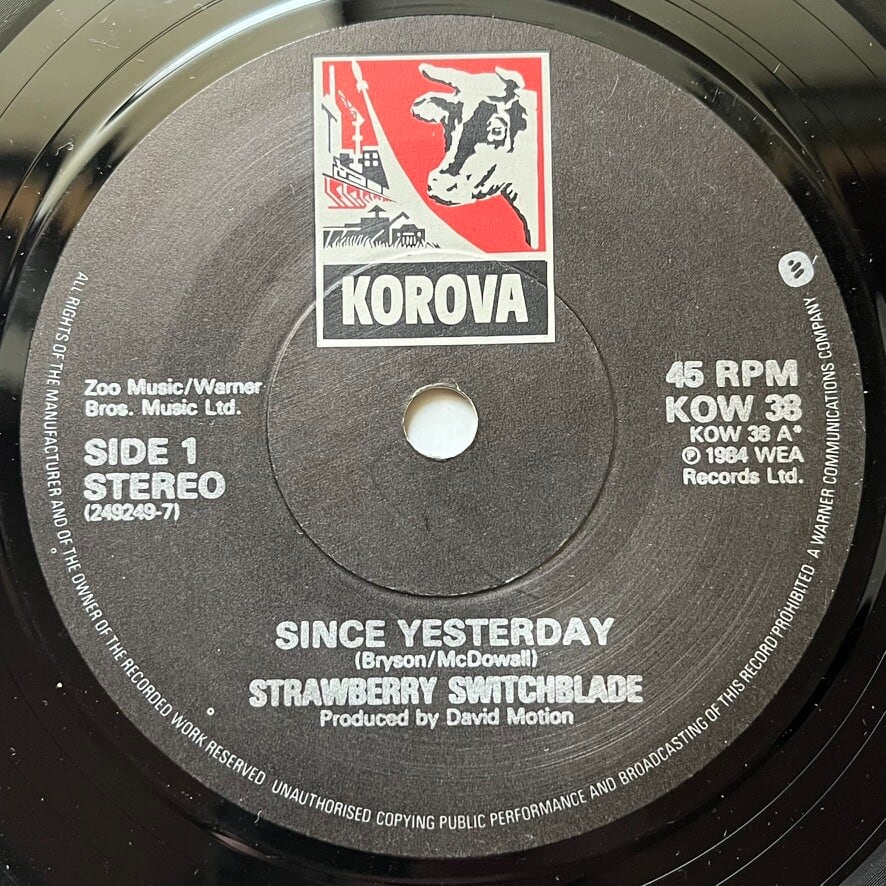 KOROVA
Zoo Music/Warner
Bros. Music Ltd.
SIDE 1
STEREO
(249249-7)
45 RPM
KOW 38
KOW 38 A*
℗ 1984 WEA
Records Ltd.
SINCE YESTERDAY
(Bryson/McDowall)
STRAWBERRY SWITCHBLADE
Produced by David Motion
ALL RIGHTS OF THE MANUFACTURER AND OF THE OWNER OF THE RECORDED WORK RESERVED UNAUTHORISED COPYING PUBLIC PERFORMANCE AND BROADCASTING OF THIS RECORD PROHIBITED A WARNER COMMUNICATIONS COMPANY